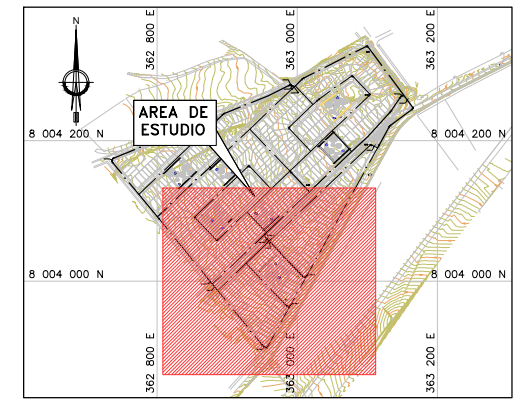 N
362 800 E
363 000 E
363 200 E
AREA DE
ESTUDIO
8 004 200 N
8 004 200 N
8 004 000 N
8 004 000 N
362 800 E
363 000 E
363 200 E